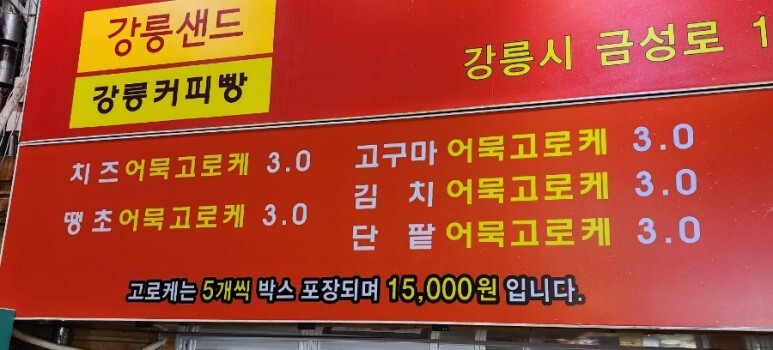 강릉샌드
강릉커피빵
강릉시 금성로 1
치즈어묵고로케 3.0
땡초어묵고로케 3.0
고구마어묵고로케 3.0
김치어묵고로케 3.0
단팥어묵고로케 3.0
고로케는 5개씩 박스 포장되며 15,000원 입니다.